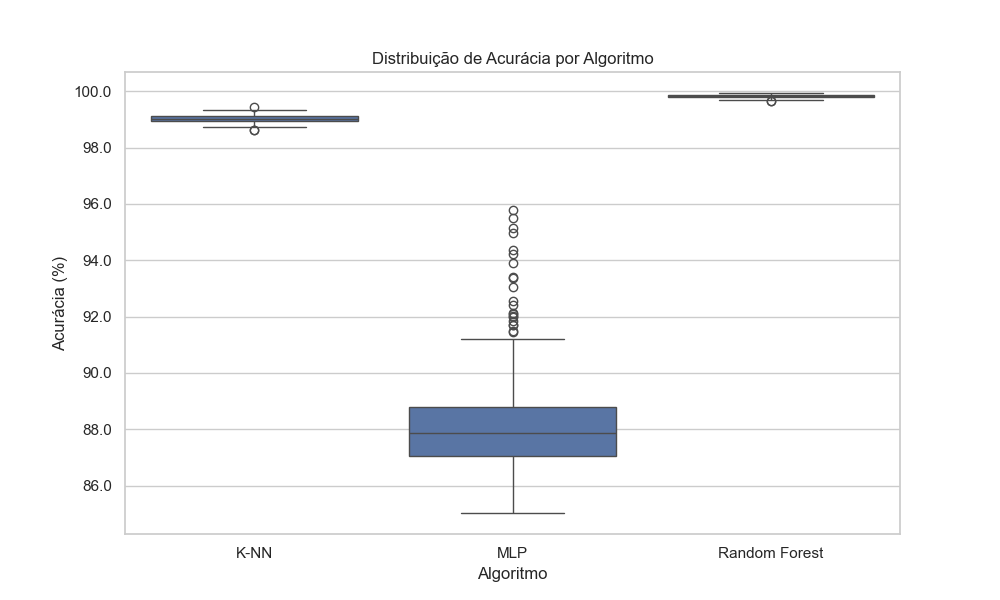 Distribuição de Acurácia por Algoritmo
100.0
98.0
96.0
94.0
92.0
90.0
88.0
86.0
Acurácia (%)
K-NN MLP Random Forest
Algoritmo